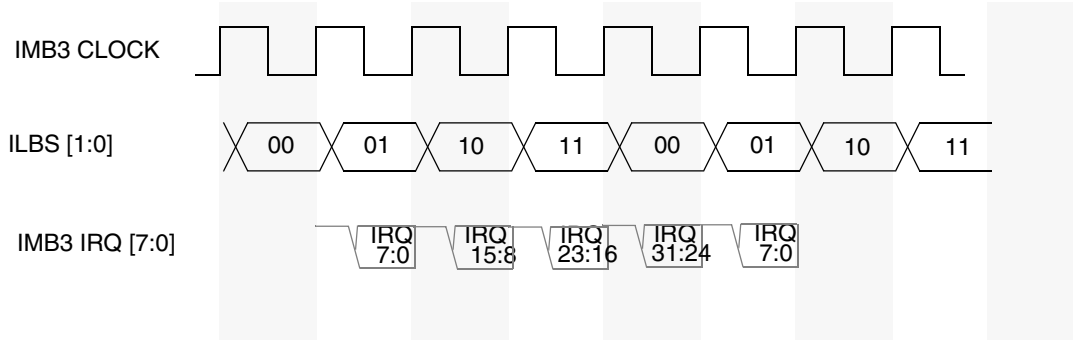 IMB3 CLOCK
ILBS [1:0]
00 01 10 11 00 01 10 11
IMB3 IRQ [7:0]
IRQ IRQ IRQ IRQ IRQ
7:0 15:8 23:16 31:24 7:0